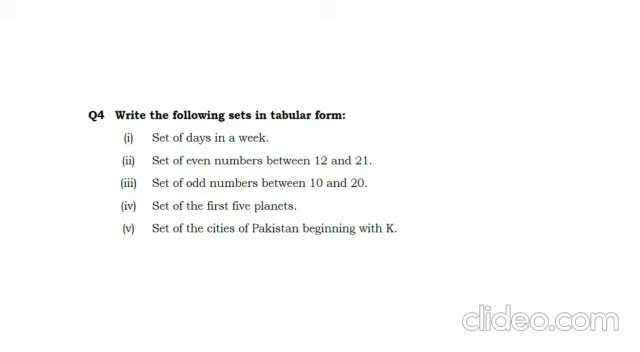 Q4 Write the following sets in tabular form:
(i) Set of days in a week.
(ii) Set of even numbers between 12 and 21.
(iii) Set of odd numbers between 10 and 20.
(iv) Set of the first five planets.
(v) Set of the cities of Pakistan beginning with K.
clideo.com